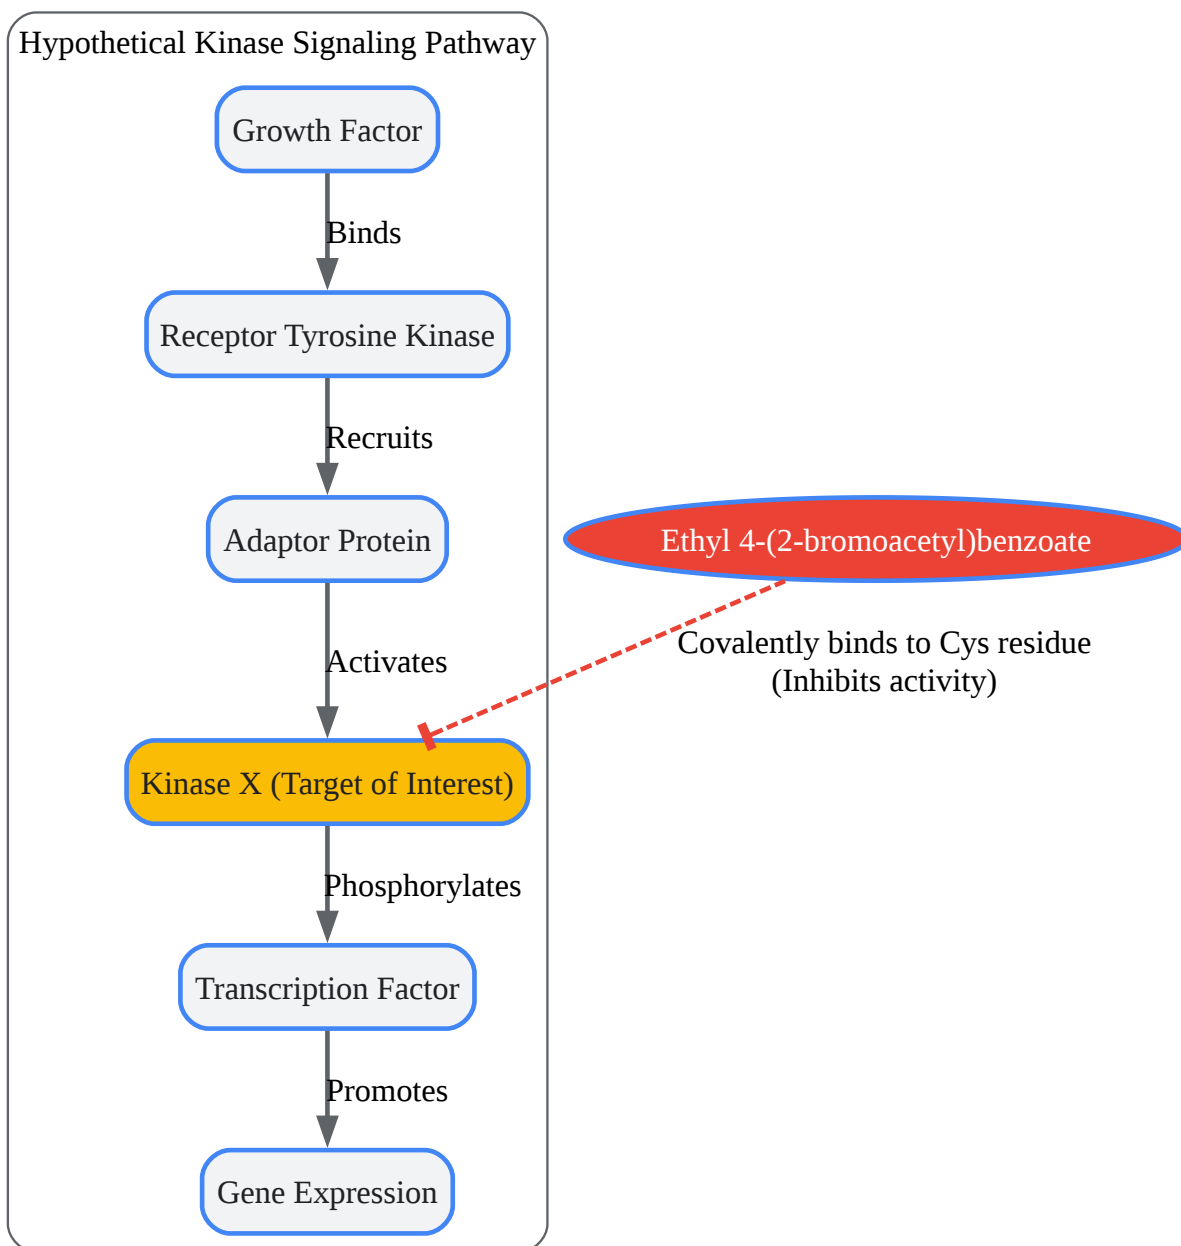 Hypothetical Kinase Signaling Pathway
Growth Factor
Binds
Receptor Tyrosine Kinase
Recruits
Adaptor Protein
Ethyl 4-(2-bromoacetyl)benzoate
Activates
Covalently binds to Cys residue
(Inhibits activity)
Kinase X (Target of Interest)
Phosphorylates
Transcription Factor
Promotes
Gene Expression